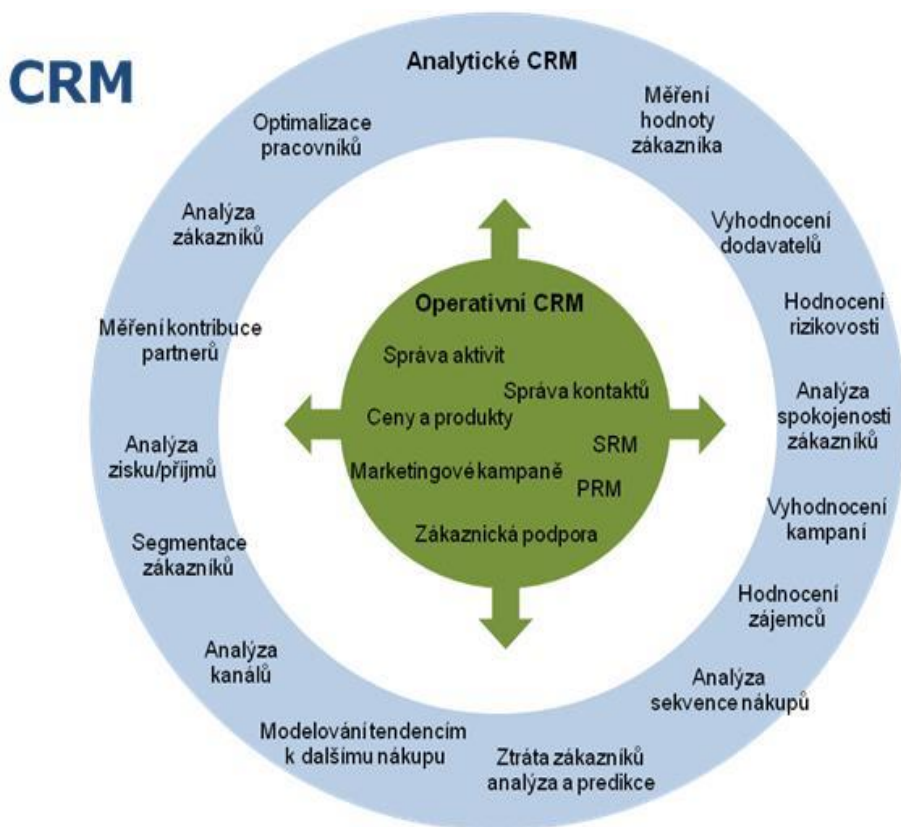 CRM
Analytické CRM
Měření
hodnoty
zákazníka
Optimalizace
pracovníků
Analýza
zákazníků
Vyhodnocení
dodavatelů
Hodnocení
rizikovosti
Měření kontribuce
partnerů
Operativní CRM
Správa aktivit
Správa kontaktů
Ceny a produkty
SRM
Marketingové kampaně
PRM
Zákaznická podpora
Analýza
spokojenosti
zákazníků
Analýza
zisku/příjmů
Vyhodnocení
kampaní
Segmentace
zákazníků
Hodnocení
zájemců
Analýza
kanálů
Analýza
sekvence nákupů
Modelování tendencím
k dalšímu nákupu
Ztráta zákazníků
analýza a predikce